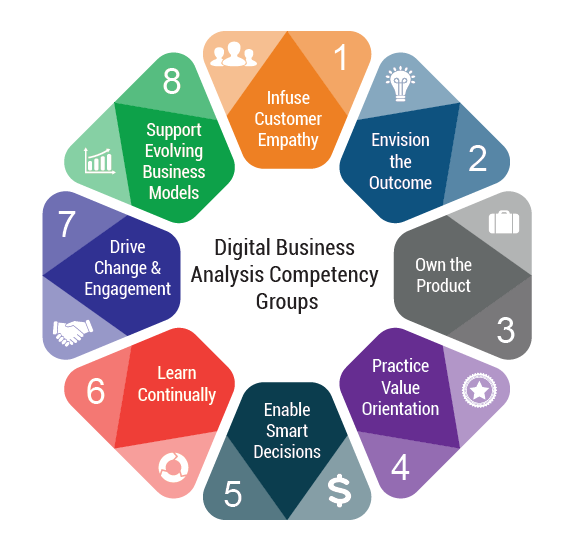 Digital Business
Analysis Competency
Groups
1
Infuse
Customer
Empathy
2
Envision
the
Outcome
3
Own the
Product
4
Practice
Value
Orientation
5
Enable
Smart
Decisions
$
6
Learn
Continually
7
Drive
Change &
Engagement
8
Support
Evolving
Business
Models